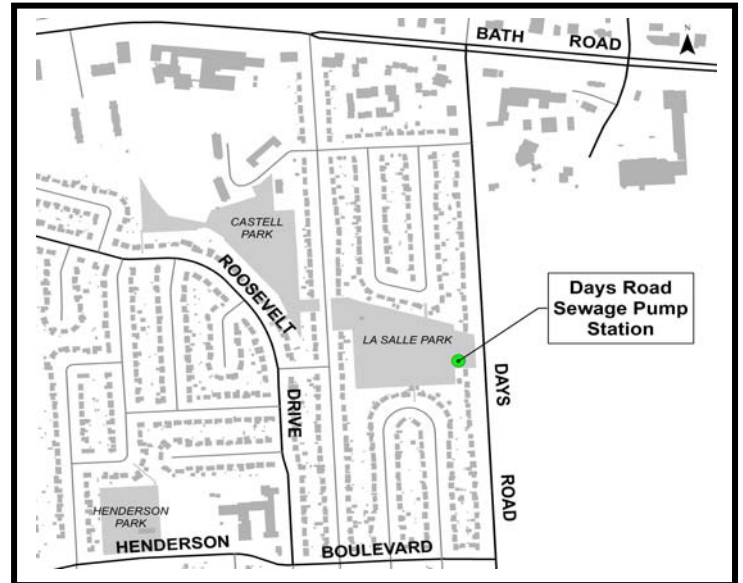 BATH ROAD
N
CASTELL
PARK
ROOSEVELT
DRIVE
Days Road
Sewage Pump
Station
LA SALLE PARK
DAYS
ROAD
HENDERSON
PARK
HENDERSON BOULEVARD